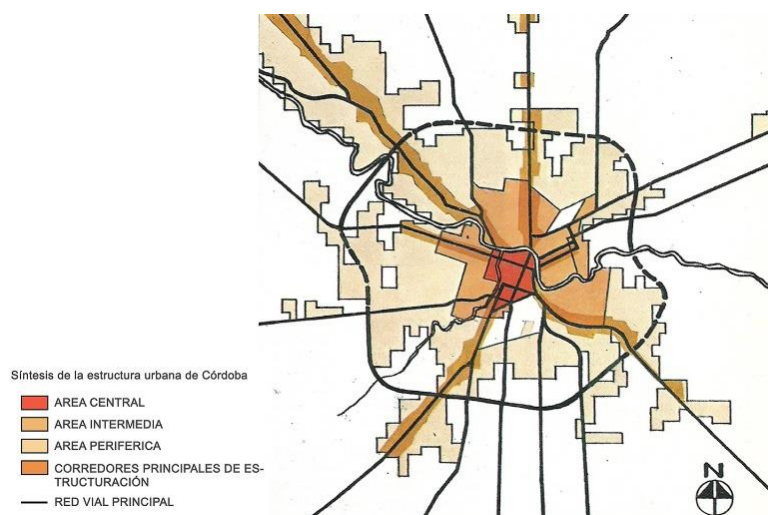 Síntesis de la estructura urbana de Córdoba
AREA CENTRAL
AREA INTERMEDIA
AREA PERIFERICA
CORREDORES PRINCIPALES DE ES-
TRUCTURACIÓN
RED VIAL PRINCIPAL
N